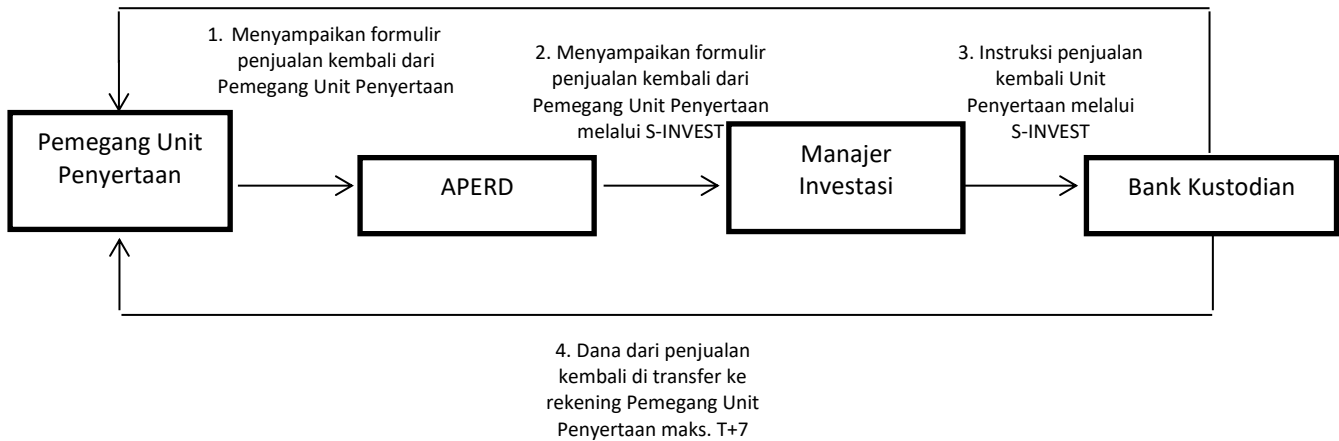 1. Menyampaikan formulir
penjualan kembali dari
Pemegang Unit Penyertaan
2. Menyampaikan formulir
penjualan kembali dari
Pemegang Unit Penyertaan
melalui S-INVEST
3. Instruksi penjualan
kembali Unit
Penyertaan melalui
S-INVEST
Pemegang Unit
Penyertaan
APERD
Manajer
Investasi
Bank Kustodian
4. Dana dari penjualan
kembali di transfer ke
rekening Pemegang Unit
Penyertaan maks. T+7